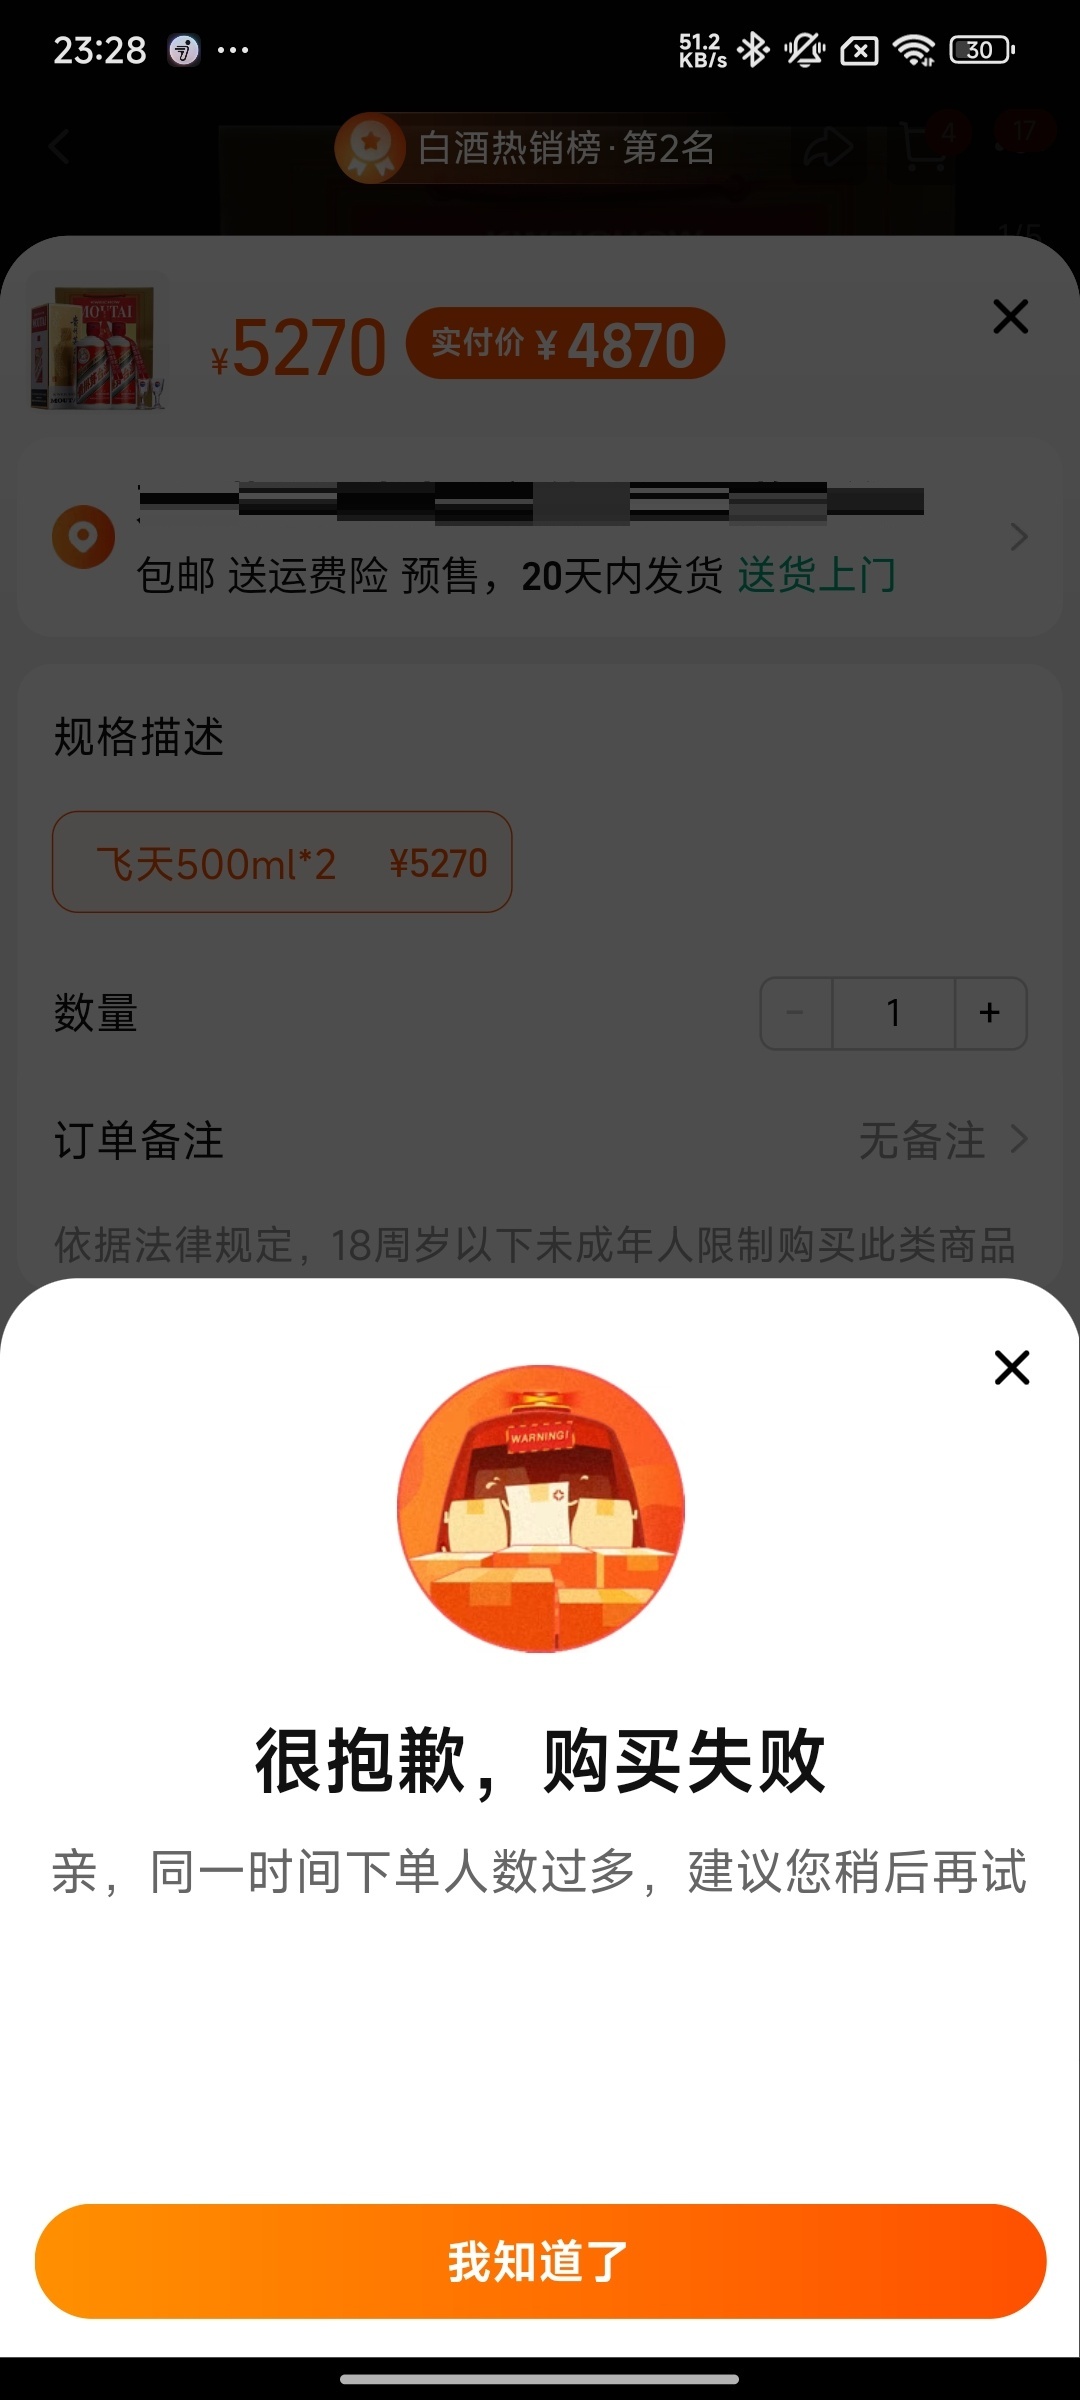 23:28
51.2
KB/s
30
白酒热销榜·第2名
4
17
1/5
MOUTAI
¥5270
实付价 ¥4870
包邮 送运费险 预售，20天内发货 送货上门
规格描述
飞天500ml*2 ¥5270
数量
− 1 +
订单备注
无备注
依据法律规定，18周岁以下未成年人限制购买此类商品
WARNING!
很抱歉，购买失败
亲，同一时间下单人数过多，建议您稍后再试
我知道了